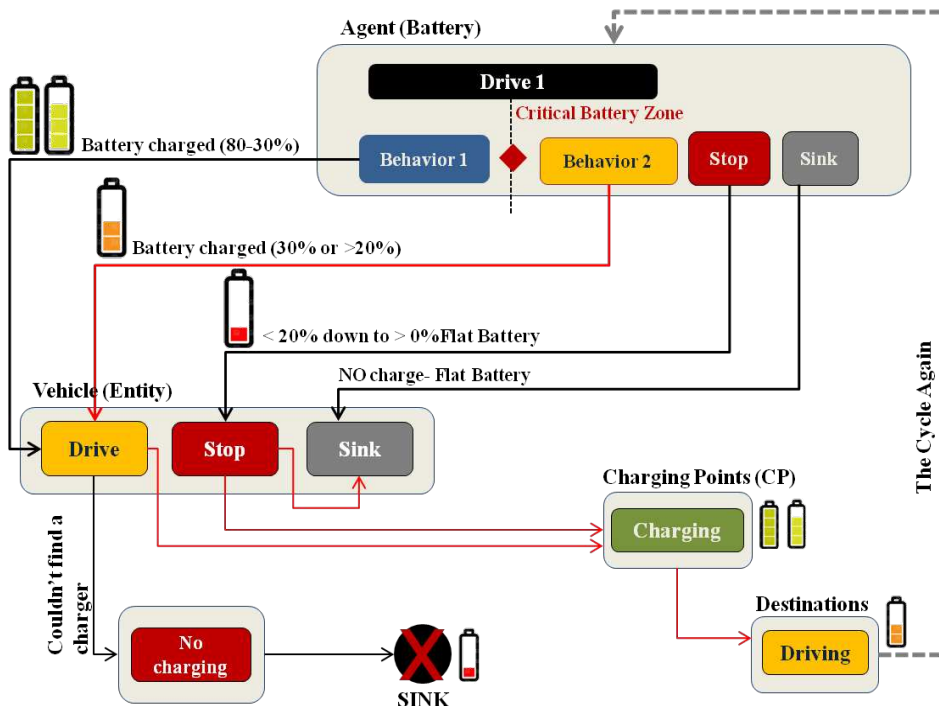 Agent (Battery)
Drive 1
Critical Battery Zone
Battery charged (80-30%)
Behavior 1
Behavior 2
Stop
Sink
Battery charged (30% or >20%)
< 20% down to > 0%Flat Battery
NO charge- Flat Battery
Vehicle (Entity)
Drive
Stop
Sink
The Cycle Again
Charging Points (CP)
Charging
Couldn't find a
charger
Destinations
No
charging
Driving
SINK